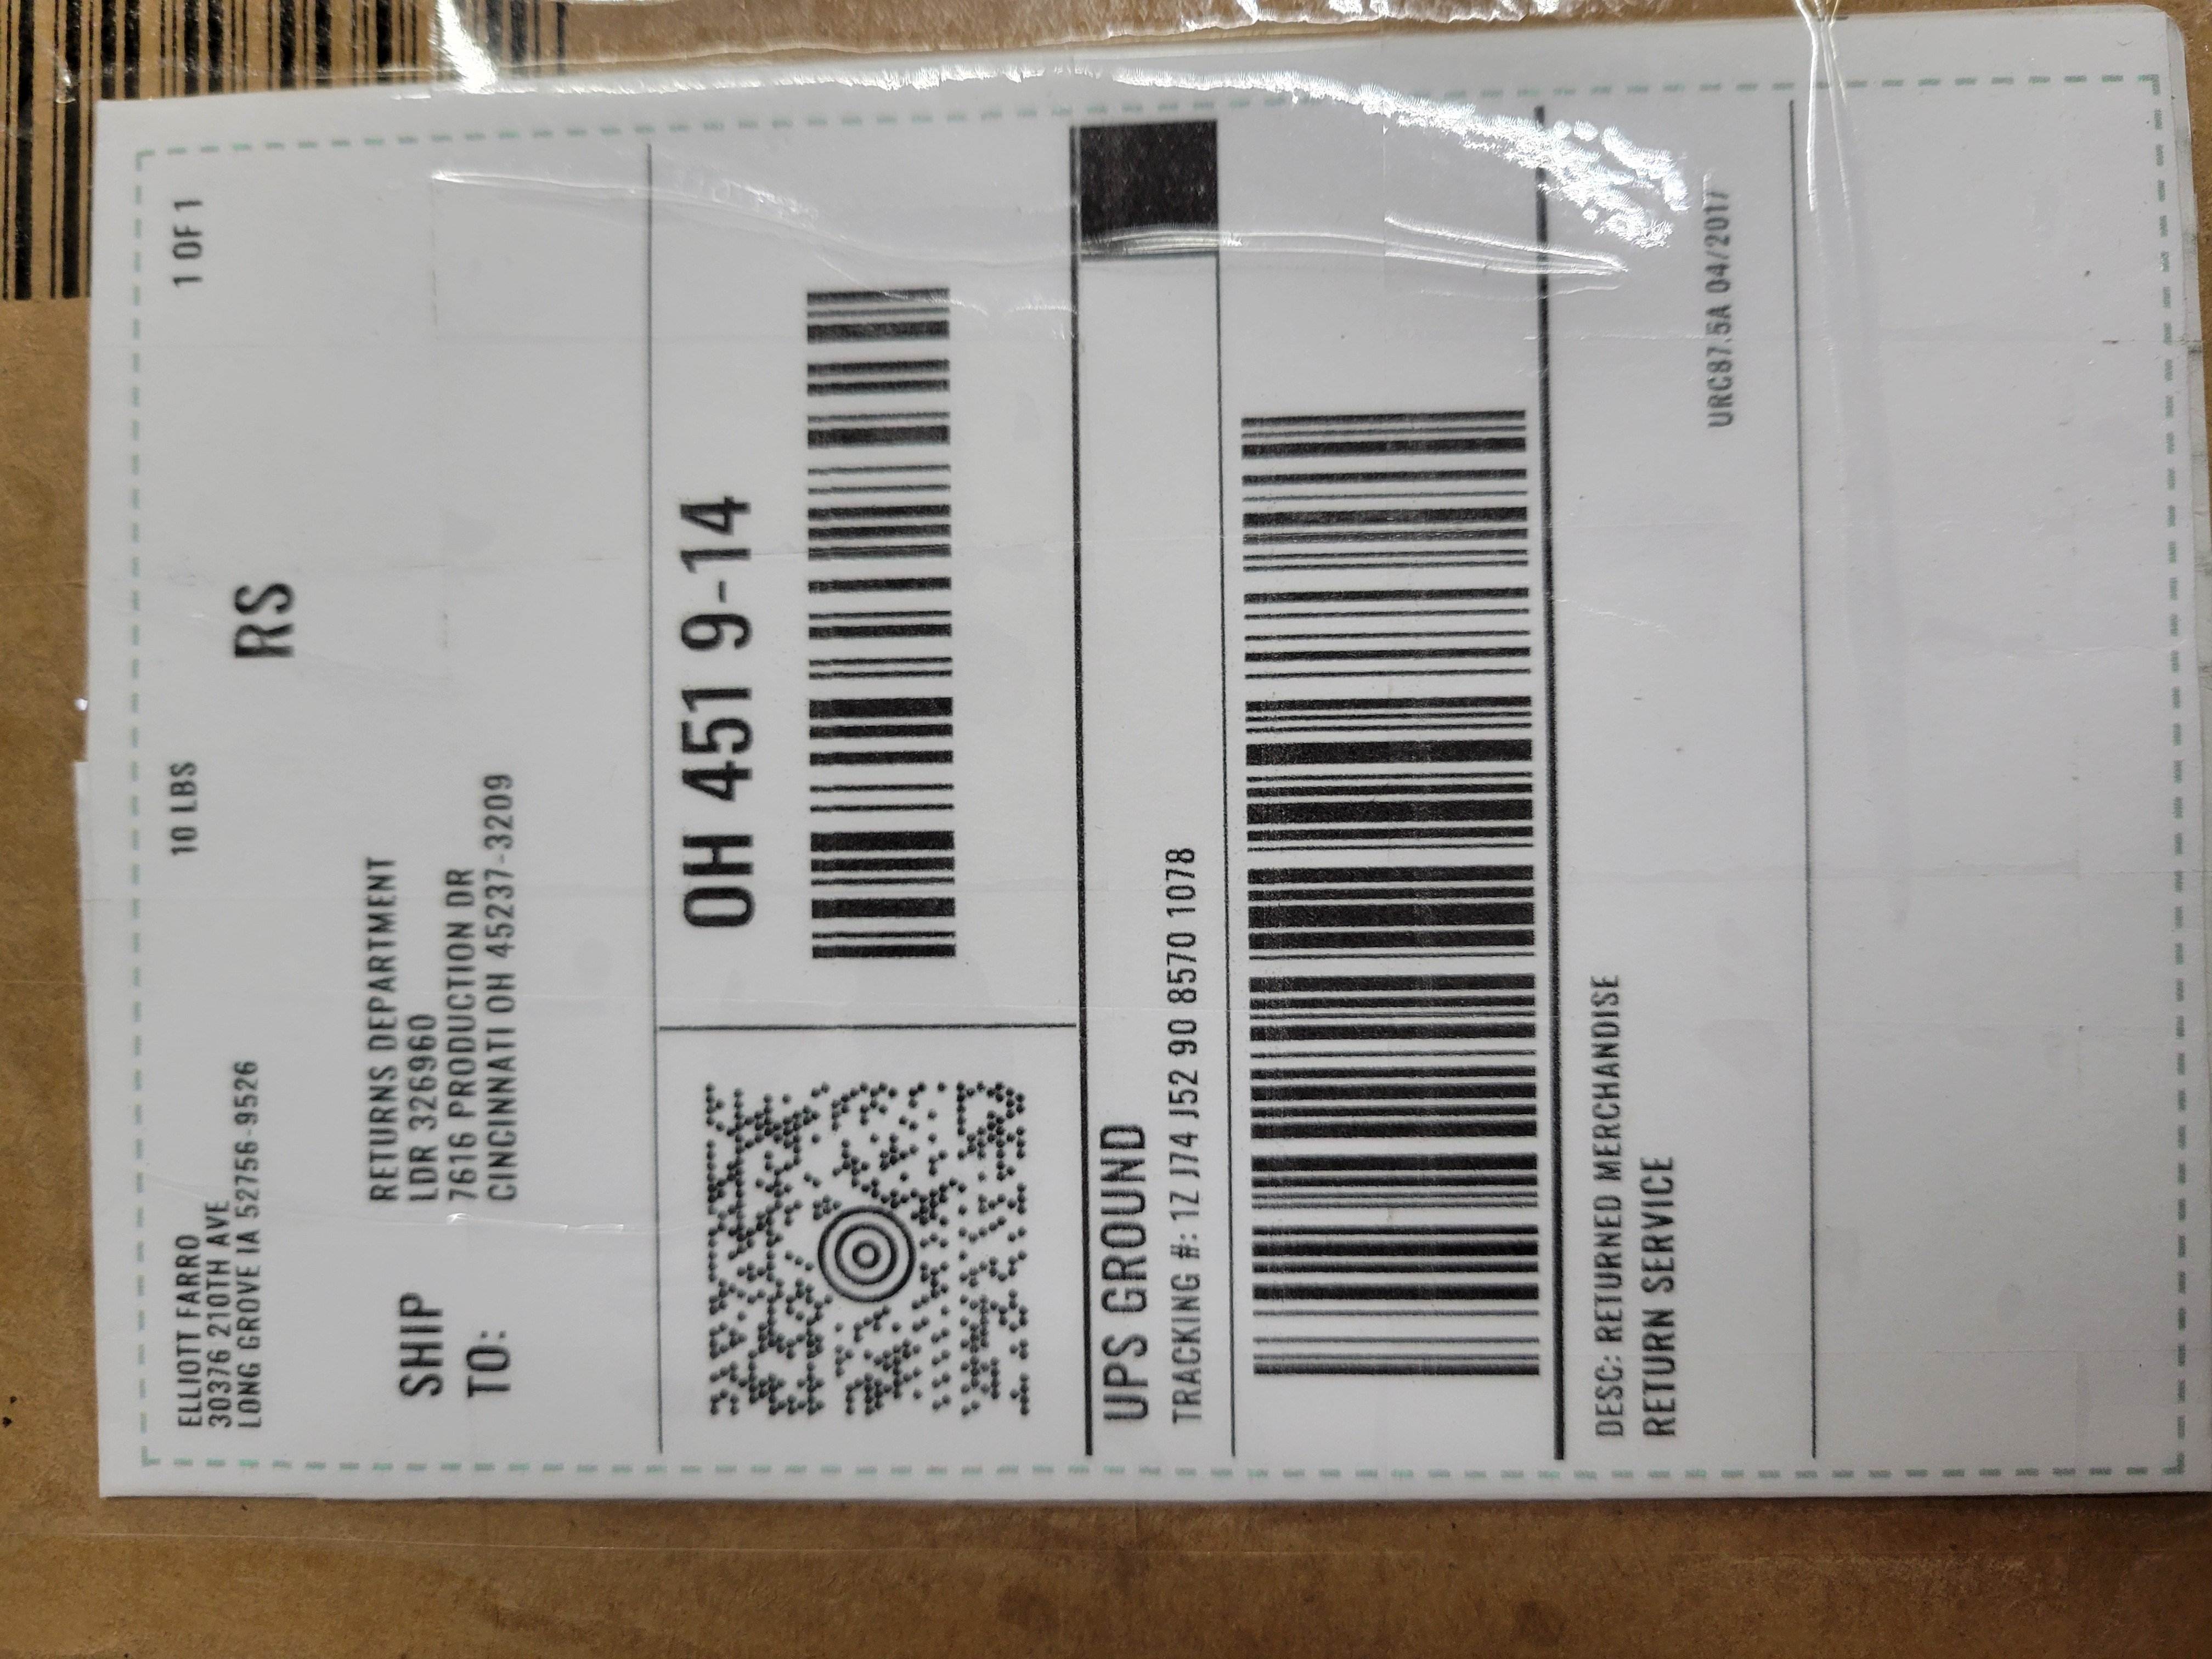 ELLIOTT FARRO
30376 210TH AVE
LONG GROVE IA 52756-9526
10 LBS
1 OF 1
RS
SHIP
TO:
RETURNS DEPARTMENT
LDR 326960
7616 PRODUCTION DR
CINCINNATI OH 45237-3209
OH 451 9-14
UPS GROUND
TRACKING #: 1Z J74 J52 90 8570 1078
DESC: RETURNED MERCHANDISE
RETURN SERVICE
URC87.5A 04/2017